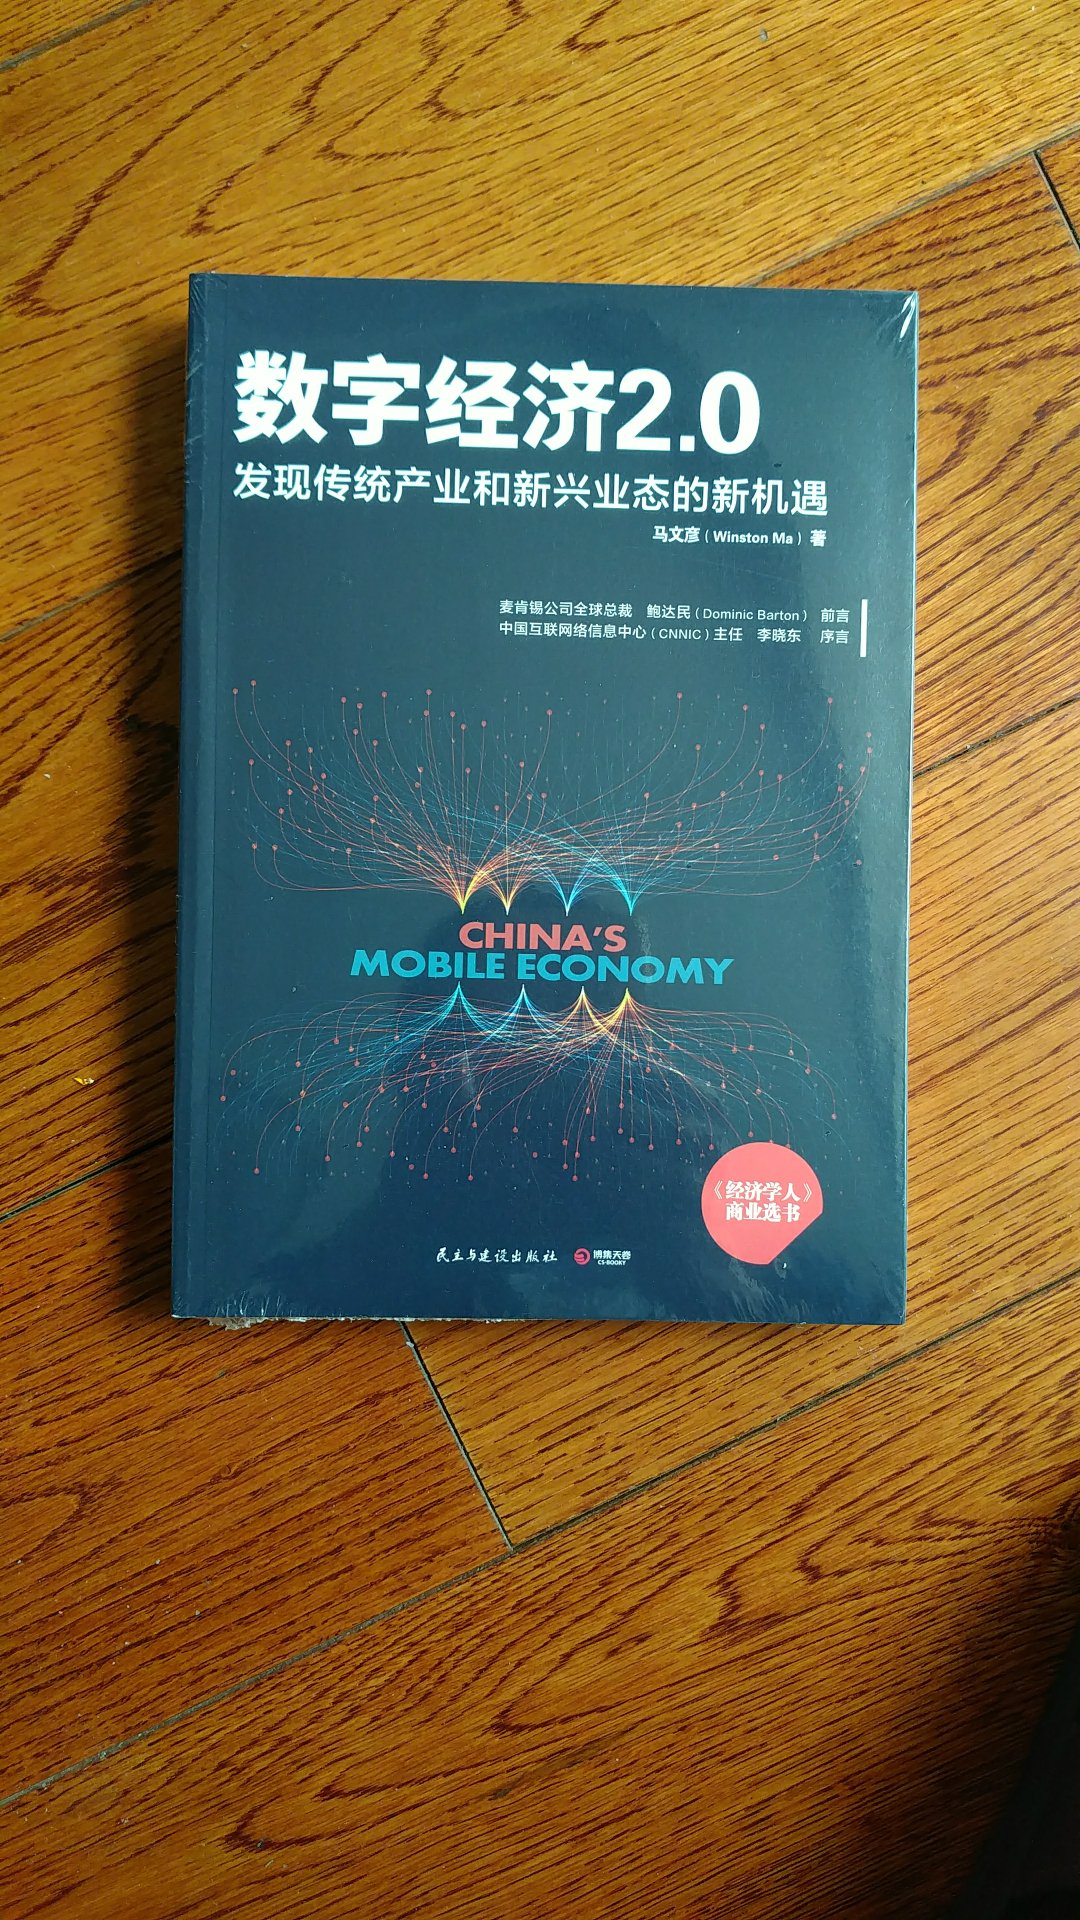 数字经济2.0
发现传统产业和新兴业态的新机遇
马文彦（Winston Ma）著
麦肯锡公司全球总裁 鲍达民（Dominic Barton） 前言
中国互联网络信息中心（CNNIC）主任 李晓东 序言
CHINA'S
MOBILE ECONOMY
《经济学人》
商业选书
民主与建设出版社 博集天卷
CS-BOOKY